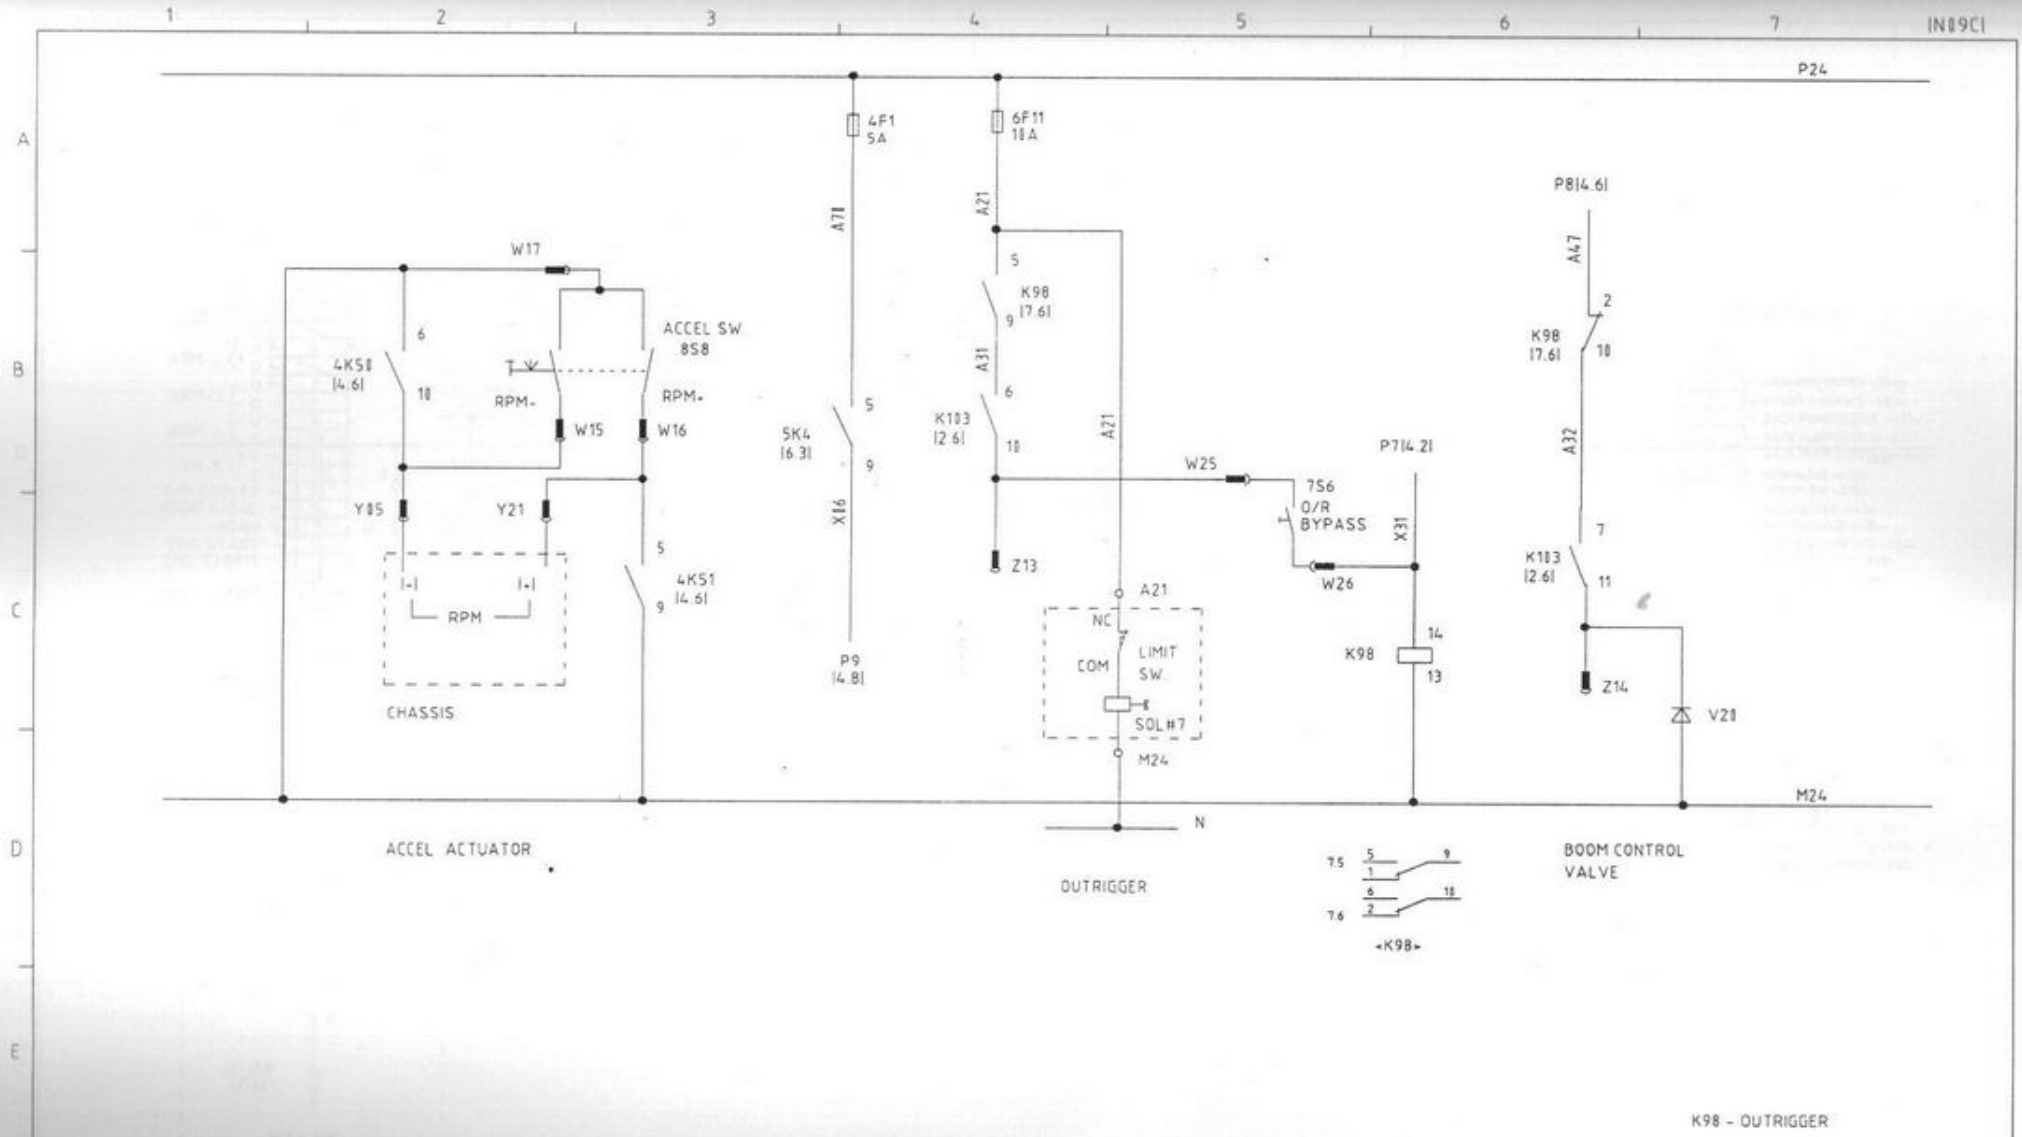 1 2 3 4 5 6 7 IN09C1
P24
A
4F1
5A
6F11
10A
A70
A21
P8|4.6|
A47
W17
5
K98
|7.6|
9
2
K98
|7.6|
10
ACCEL SW
8S8
6
4K50
|4.6|
10
B
RPM-
RPM+
W15
W16
A31
6
K103
|2.6|
10
5
5K4
|6.3|
9
A21
A32
P7|4.2|
W25
7S6
O/R
BYPASS
X31
Y05
Y21
X06
Z13
W26
7
K103
|2.6|
11
5
4K51
|4.6|
9
C
|-|
|+|
RPM
A21
NC
COM
LIMIT
SW.
SOL#7
14
K98
13
P9
|4.8|
Z14
CHASSIS
V20
M24
M24
N
D
ACCEL ACTUATOR
OUTRIGGER
BOOM CONTROL
VALVE
7.5 5 9
1
6 10
7.6 2
<K98>
E
K98 - OUTRIGGER